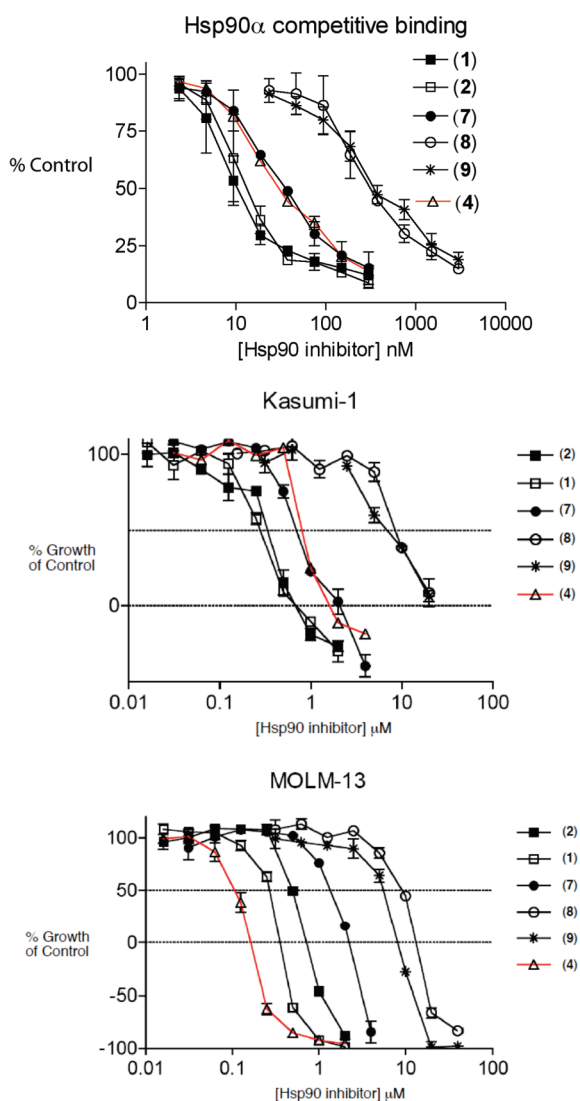 Hsp90α competitive binding
100
75
50
25
0
% Control
(1)
(2)
(7)
(8)
(9)
(4)
1 10 100 1000 10000
[Hsp90 inhibitor] nM
Kasumi-1
100
0
% Growth
of Control
(2)
(1)
(7)
(8)
(9)
(4)
0.01 0.1 1 10 100
[Hsp90 inhibitor] μM
MOLM-13
100
50
0
-50
-100
% Growth
of Control
(2)
(1)
(7)
(8)
(9)
(4)
0.01 0.1 1 10 100
[Hsp90 inhibitor] μM